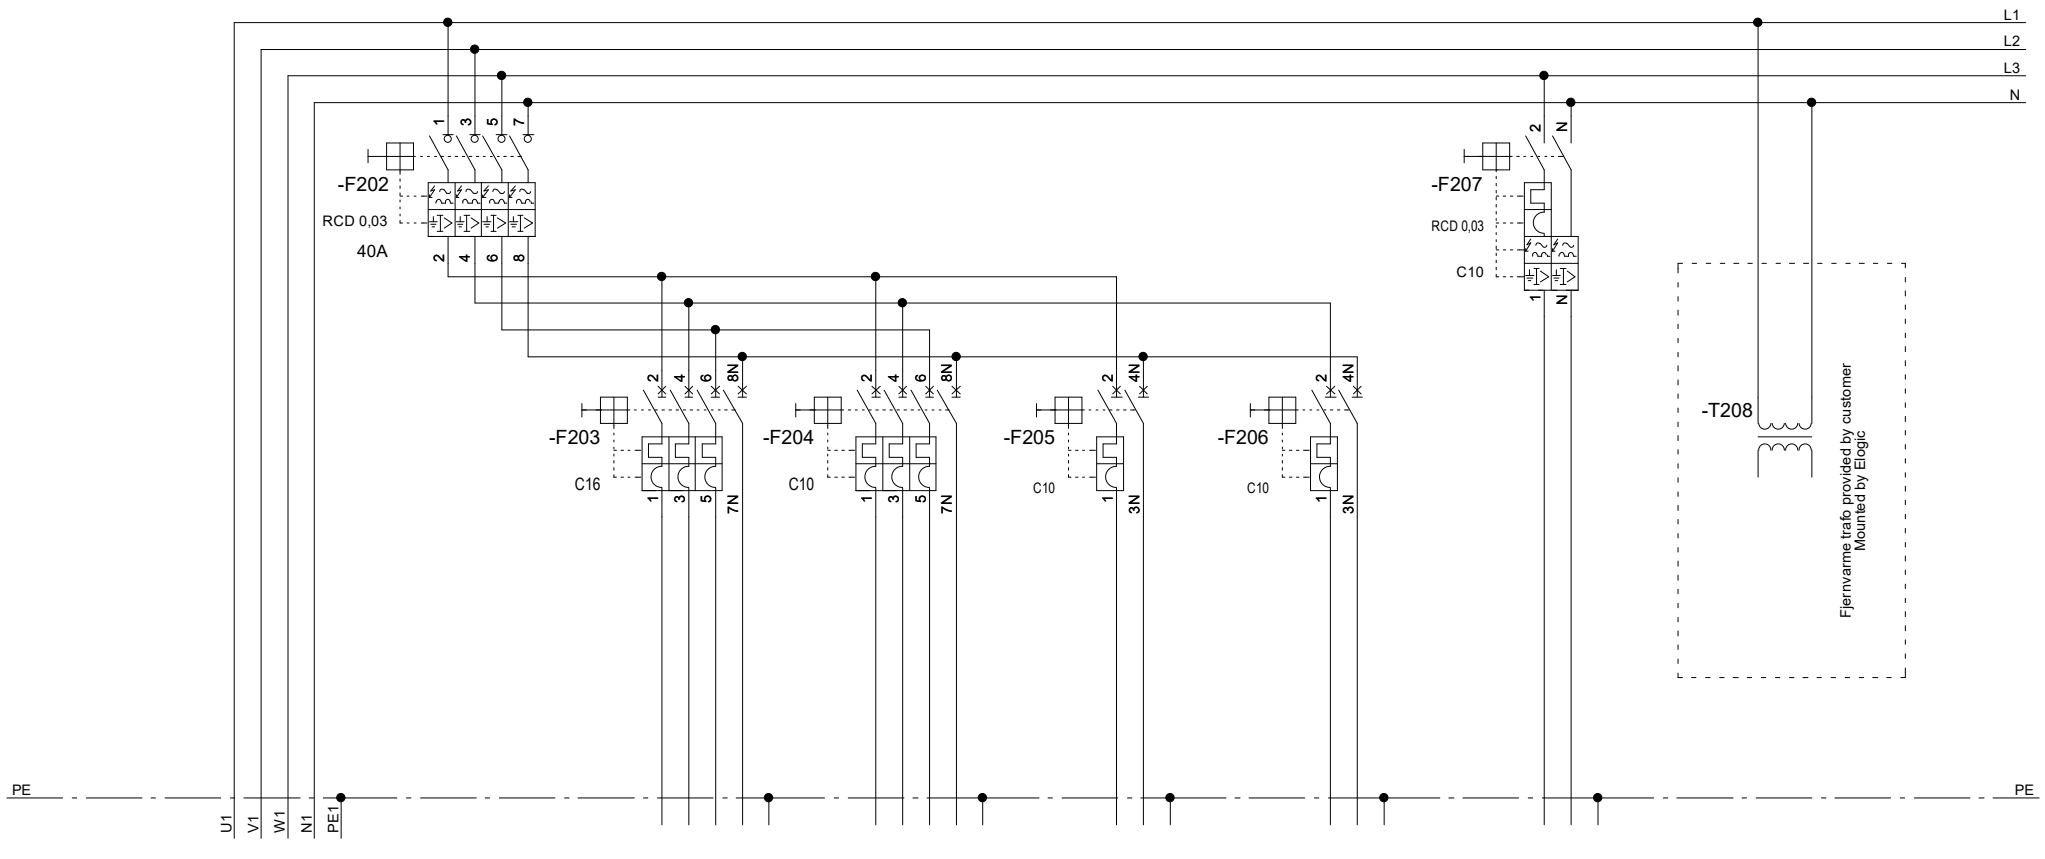 L1
L2
L3
N
1 3 5 7
2 N
-F202
-F207
RCD 0,03
RCD 0,03
40A
C10
2 4 6 8
1 N
2 4 6 8N
2 4 6 8N
2 4N
2 4N
-F203
-F204
-F205
-F206
-T208
C16
C10
C10
C10
1 3 5 7N
1 3 5 7N
1 3N
1 3N
Fjernvarme trafo provided by customer
Mounted by Elogic
PE
PE
U1
V1
W1
N1
PE1